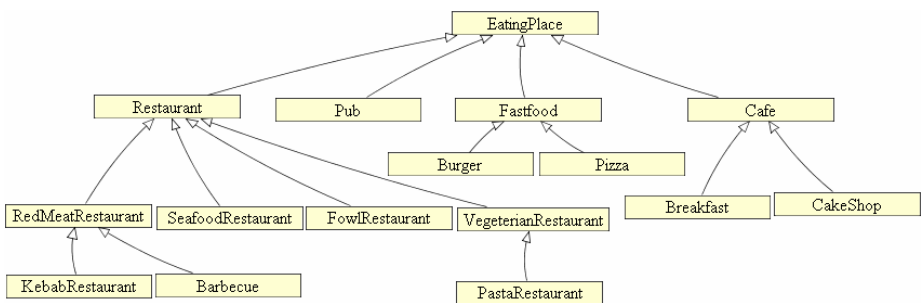 EatingPlace
Restaurant
Pub
Fastfood
Cafe
Burger
Pizza
RedMeatRestaurant
SeafoodRestaurant
FowlRestaurant
VegeterianRestaurant
Breakfast
CakeShop
KebabRestaurant
Barbecue
PastaRestaurant